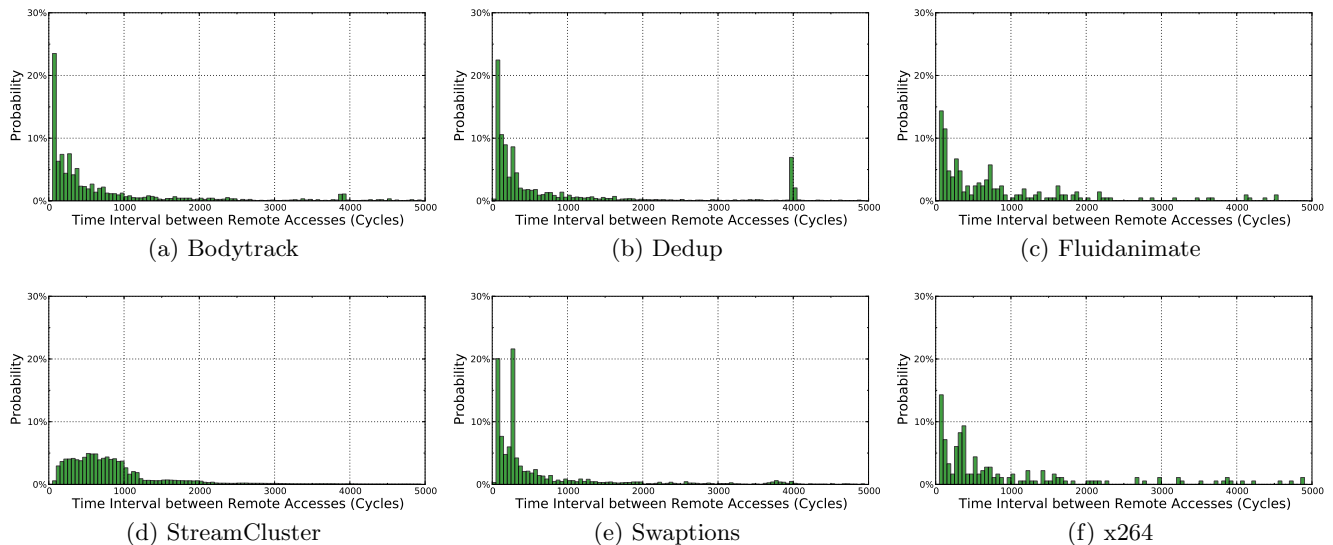 30%
20%
10%
0%
Probability
0 1000 2000 3000 4000 5000
Time Interval between Remote Accesses (Cycles)
(a) Bodytrack
30%
20%
10%
0%
Probability
0 1000 2000 3000 4000 5000
Time Interval between Remote Accesses (Cycles)
(b) Dedup
30%
20%
10%
0%
Probability
0 1000 2000 3000 4000 5000
Time Interval between Remote Accesses (Cycles)
(c) Fluidanimate
30%
20%
10%
0%
Probability
0 1000 2000 3000 4000 5000
Time Interval between Remote Accesses (Cycles)
(d) StreamCluster
30%
20%
10%
0%
Probability
0 1000 2000 3000 4000 5000
Time Interval between Remote Accesses (Cycles)
(e) Swaptions
30%
20%
10%
0%
Probability
0 1000 2000 3000 4000 5000
Time Interval between Remote Accesses (Cycles)
(f) x264